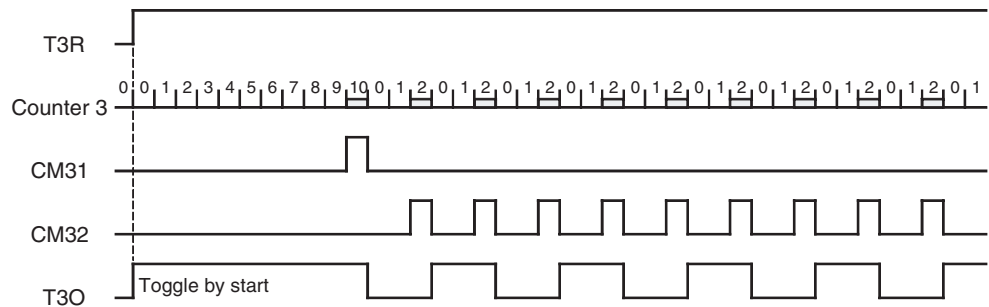 T3R
0 0 1 2 3 4 5 6 7 8 9 10 0 1 2 0 1 2 0 1 2 0 1 2 0 1 2 0 1 2 0 1 2 0 1 2 0 1 2 0 1
Counter 3
CM31
CM32
Toggle by start
T3O